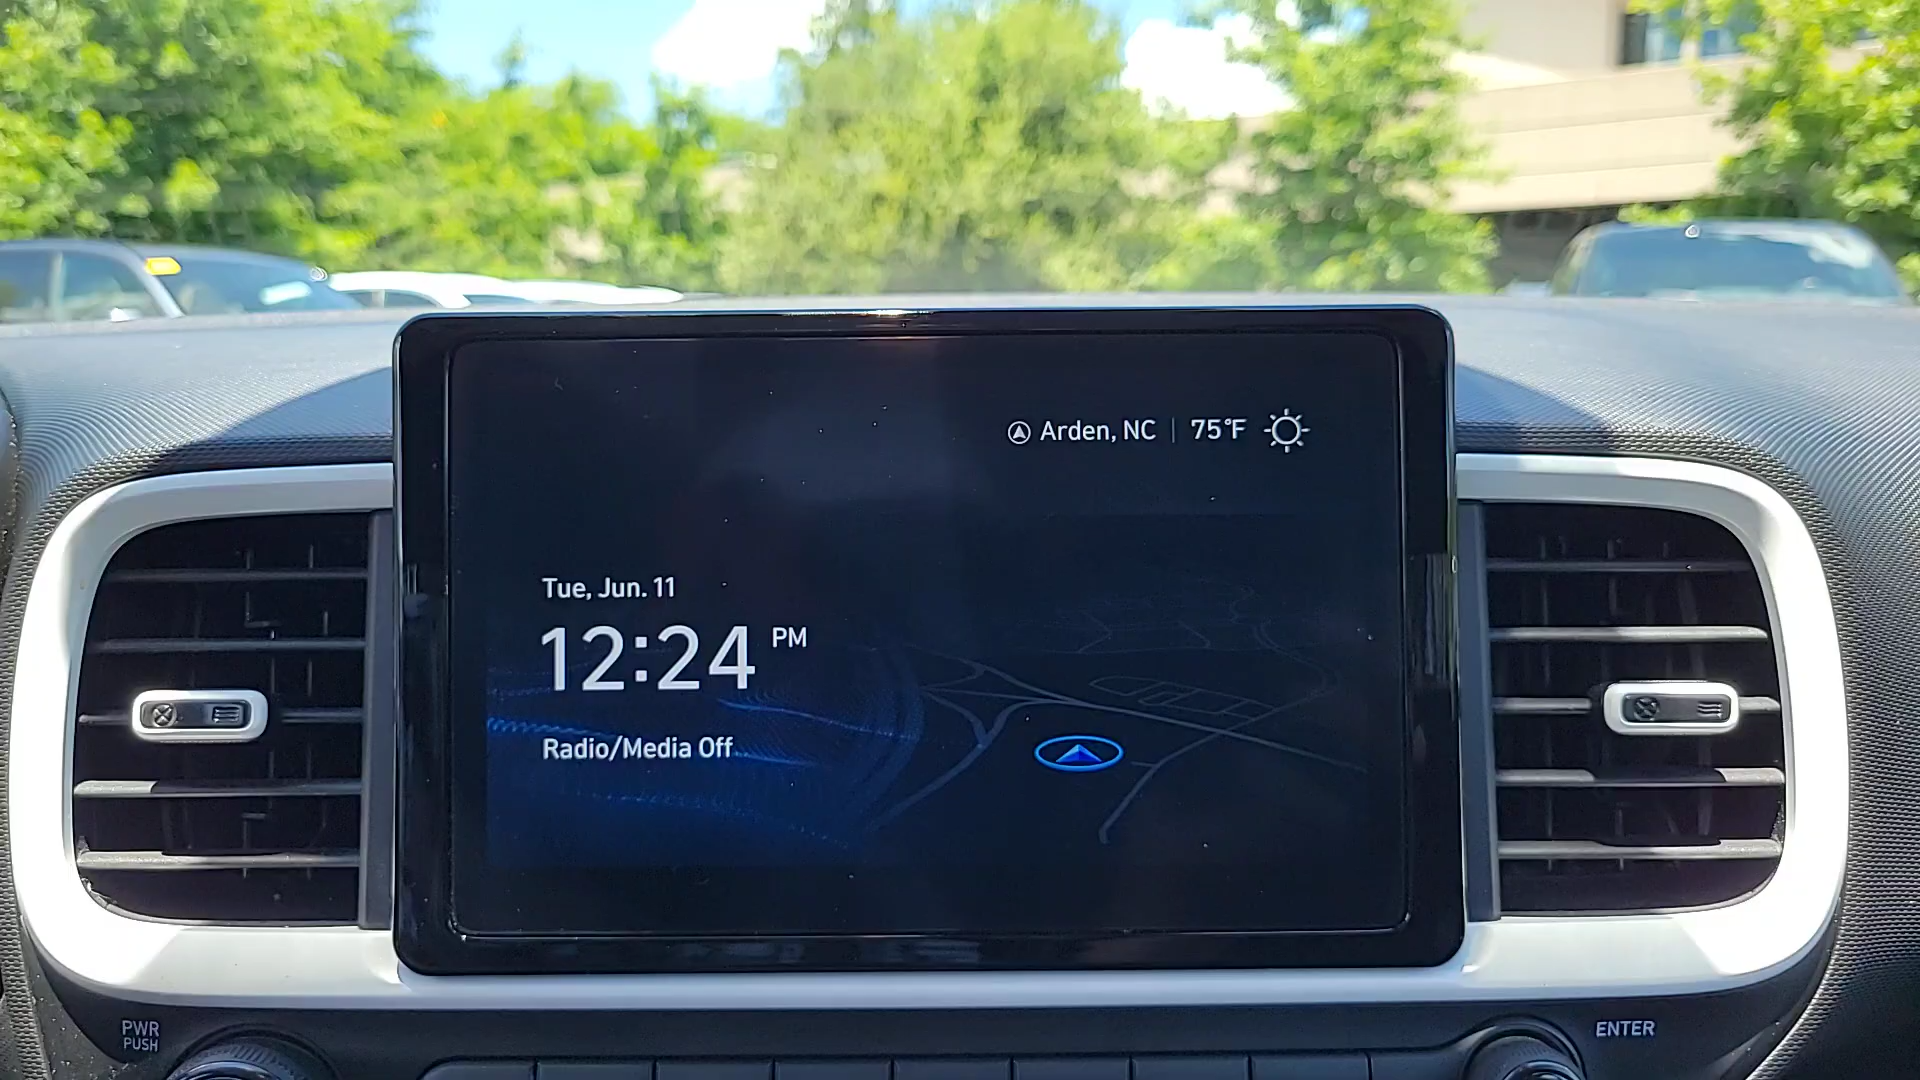 Arden, NC | 75°F
Tue, Jun. 11
12:24 PM
Radio/Media Off
PWR
PUSH
ENTER